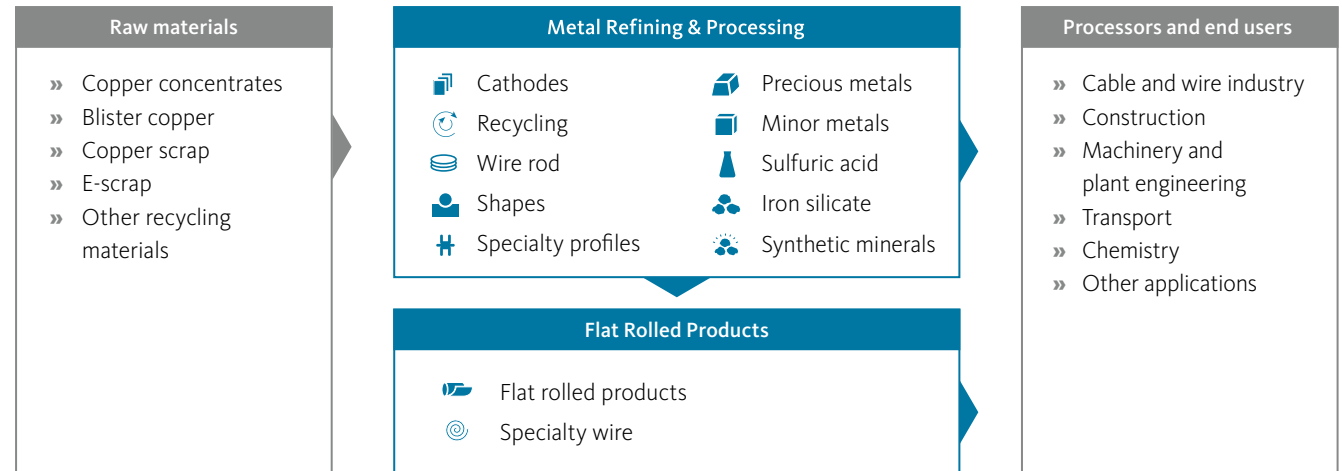 Raw materials
» Copper concentrates
» Blister copper
» Copper scrap
» E-scrap
» Other recycling
materials
Metal Refining & Processing
Cathodes
Recycling
Wire rod
Shapes
Specialty profiles
Precious metals
Minor metals
Sulfuric acid
Iron silicate
Synthetic minerals
Flat Rolled Products
Flat rolled products
Specialty wire
Processors and end users
» Cable and wire industry
» Construction
» Machinery and
plant engineering
» Transport
» Chemistry
» Other applications